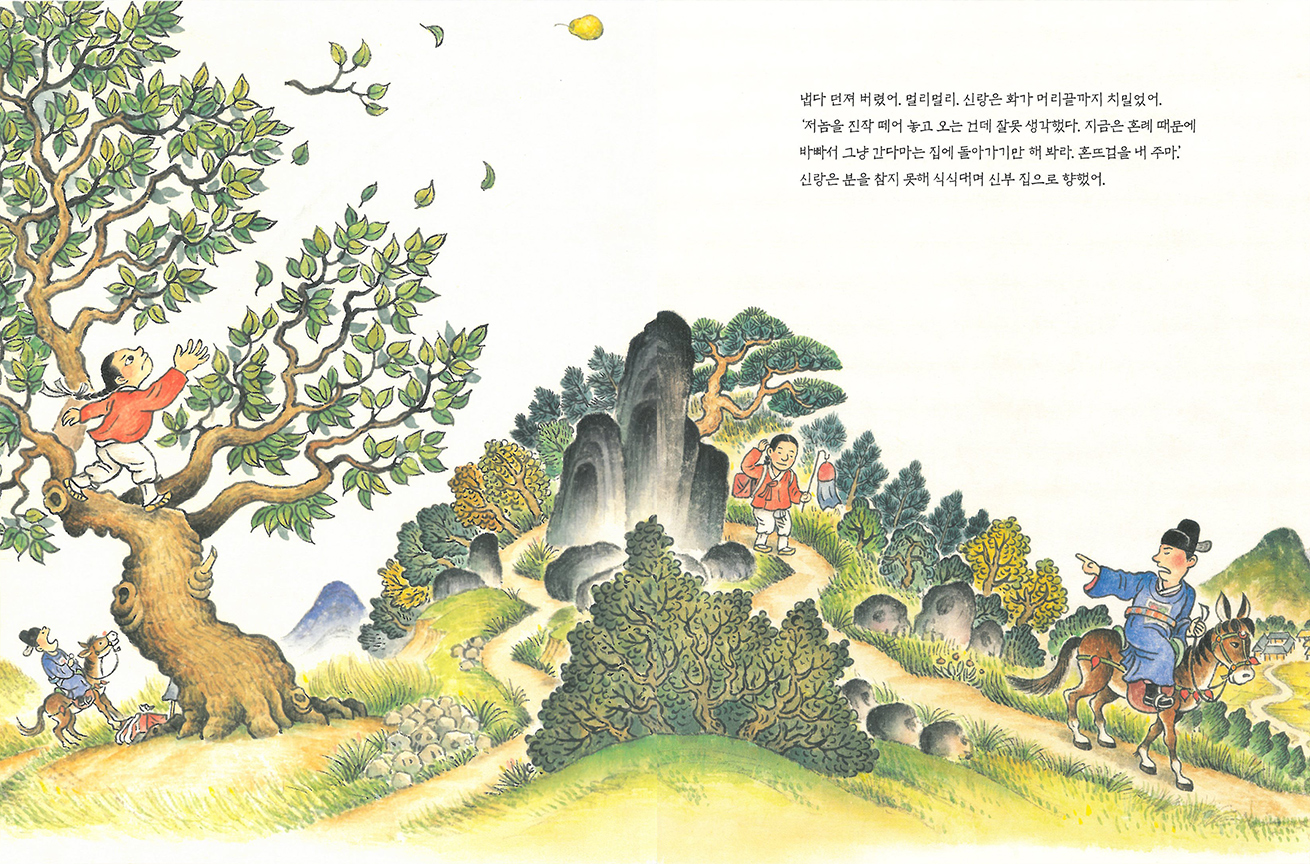 냅다 던져 버렸어. 멀리멀리. 신랑은 화가 머리끝까지 치밀었어.
‘저놈을 진작 떼어 놓고 오는 건데 잘못 생각했다. 지금은 혼례 때문에
바빠서 그냥 간다마는 집에 돌아가기만 해 봐라. 혼뜨검을 내 주마.’
신랑은 분을 참지 못해 식식대며 신부 집으로 향했어.